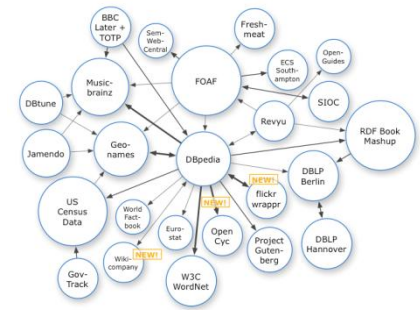 BBC
Later +
TOTP
Sem-
Web-
Central
Fresh-
meat
Open-
Guides
ECS
South-
ampton
FOAF
Music-
brainz
SIOC
DBtune
Revyu
RDF Book
Mashup
Jamendo
Geo-
names
DBpedia
DBLP
Berlin
NEW!
flickr
wrappr
US
Census
Data
World
Fact-
book
NEW!
Euro-
stat
Open
Cyc
Project
Guten-
berg
DBLP
Hannover
NEW!
Wiki-
company
Gov-
Track
W3C
WordNet